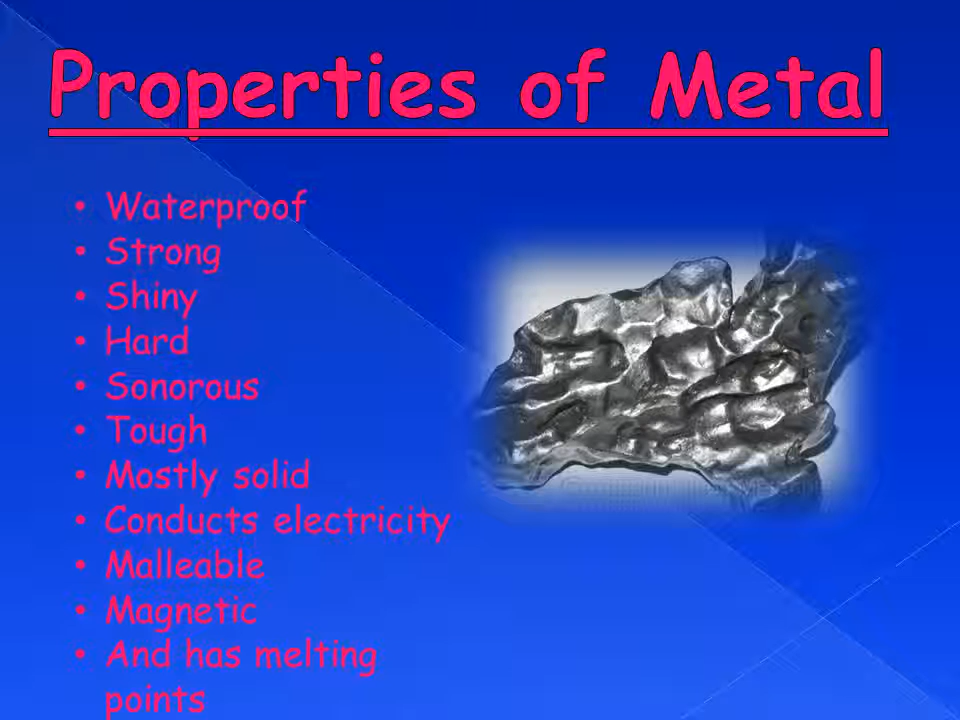 Properties of Metal
• Waterproof
• Strong
• Shiny
• Hard
• Sonorous
• Tough
• Mostly solid
• Conducts electricity
• Malleable
• Magnetic
• And has melting
points